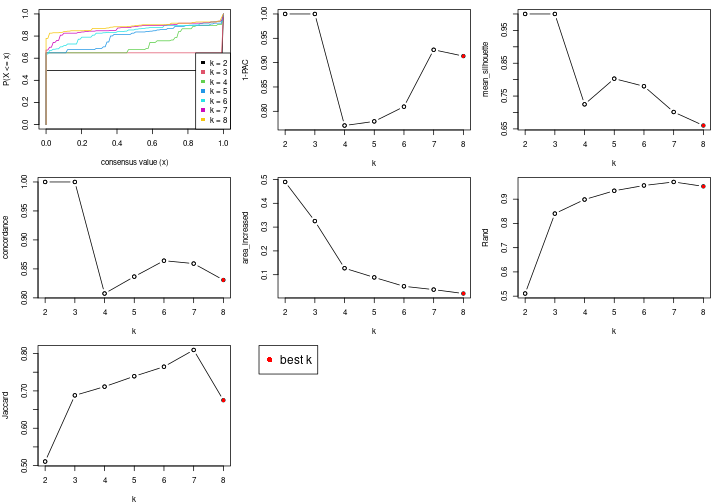 P(X <= x)
0.0 0.2 0.4 0.6 0.8 1.0
k = 2
k = 3
k = 4
k = 5
k = 6
k = 7
k = 8
0.0 0.2 0.4 0.6 0.8 1.0
consensus value (x)
1-PAC
0.80 0.85 0.90 0.95 1.00
2 3 4 5 6 7 8
k
mean_silhouette
0.65 0.75 0.85 0.95
2 3 4 5 6 7 8
k
concordance
0.80 0.85 0.90 0.95 1.00
2 3 4 5 6 7 8
k
area_increased
0.1 0.2 0.3 0.4 0.5
2 3 4 5 6 7 8
k
Rand
0.5 0.6 0.7 0.8 0.9
2 3 4 5 6 7 8
k
Jaccard
0.50 0.60 0.70 0.80
2 3 4 5 6 7 8
k
best k